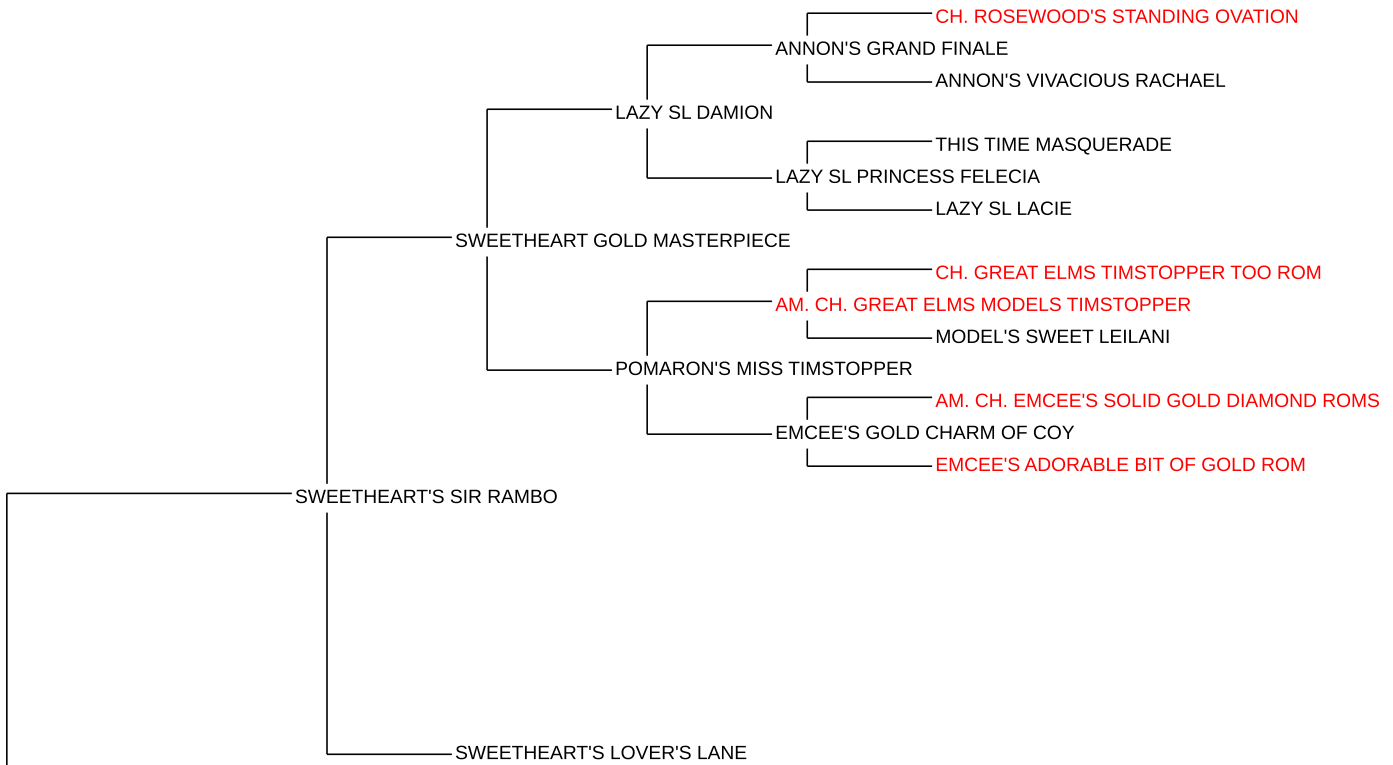 CH. ROSEWOOD'S STANDING OVATION
ANNON'S GRAND FINALE
ANNON'S VIVACIOUS RACHAEL
LAZY SL DAMION
THIS TIME MASQUERADE
LAZY SL PRINCESS FELECIA
LAZY SL LACIE
SWEETHEART GOLD MASTERPIECE
CH. GREAT ELMS TIMSTOPPER TOO ROM
AM. CH. GREAT ELMS MODELS TIMSTOPPER
MODEL'S SWEET LEILANI
POMARON'S MISS TIMSTOPPER
AM. CH. EMCEE'S SOLID GOLD DIAMOND ROMS
EMCEE'S GOLD CHARM OF COY
EMCEE'S ADORABLE BIT OF GOLD ROM
SWEETHEART'S SIR RAMBO
SWEETHEART'S LOVER'S LANE